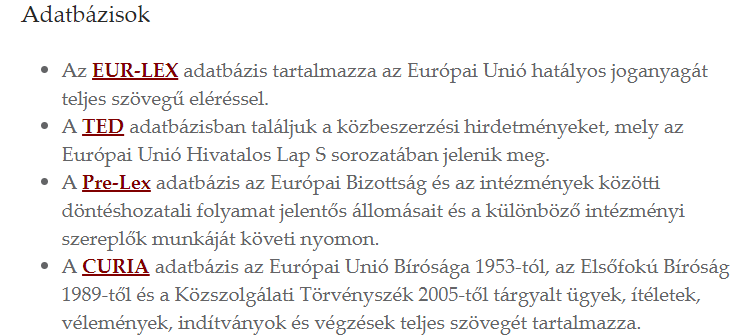 Adatbázisok
• Az EUR-LEX adatbázis tartalmazza az Európai Unió hatályos joganyagát
teljes szövegű eléréssel.
• A TED adatbázisban találjuk a közbeszerzési hirdetményeket, mely az
Európai Unió Hivatalos Lap S sorozatában jelenik meg.
• A Pre-Lex adatbázis az Európai Bizottság és az intézmények közötti
döntéshozatali folyamat jelentős állomásait és a különböző intézményi
szereplők munkáját követi nyomon.
• A CURIA adatbázis az Európai Unió Bírósága 1953-tól, az Elsőfokú Bíróság
1989-től és a Közszolgálati Törvényszék 2005-től tárgyalt ügyek, ítéletek,
vélemények, indítványok és végzések teljes szövegét tartalmazza.